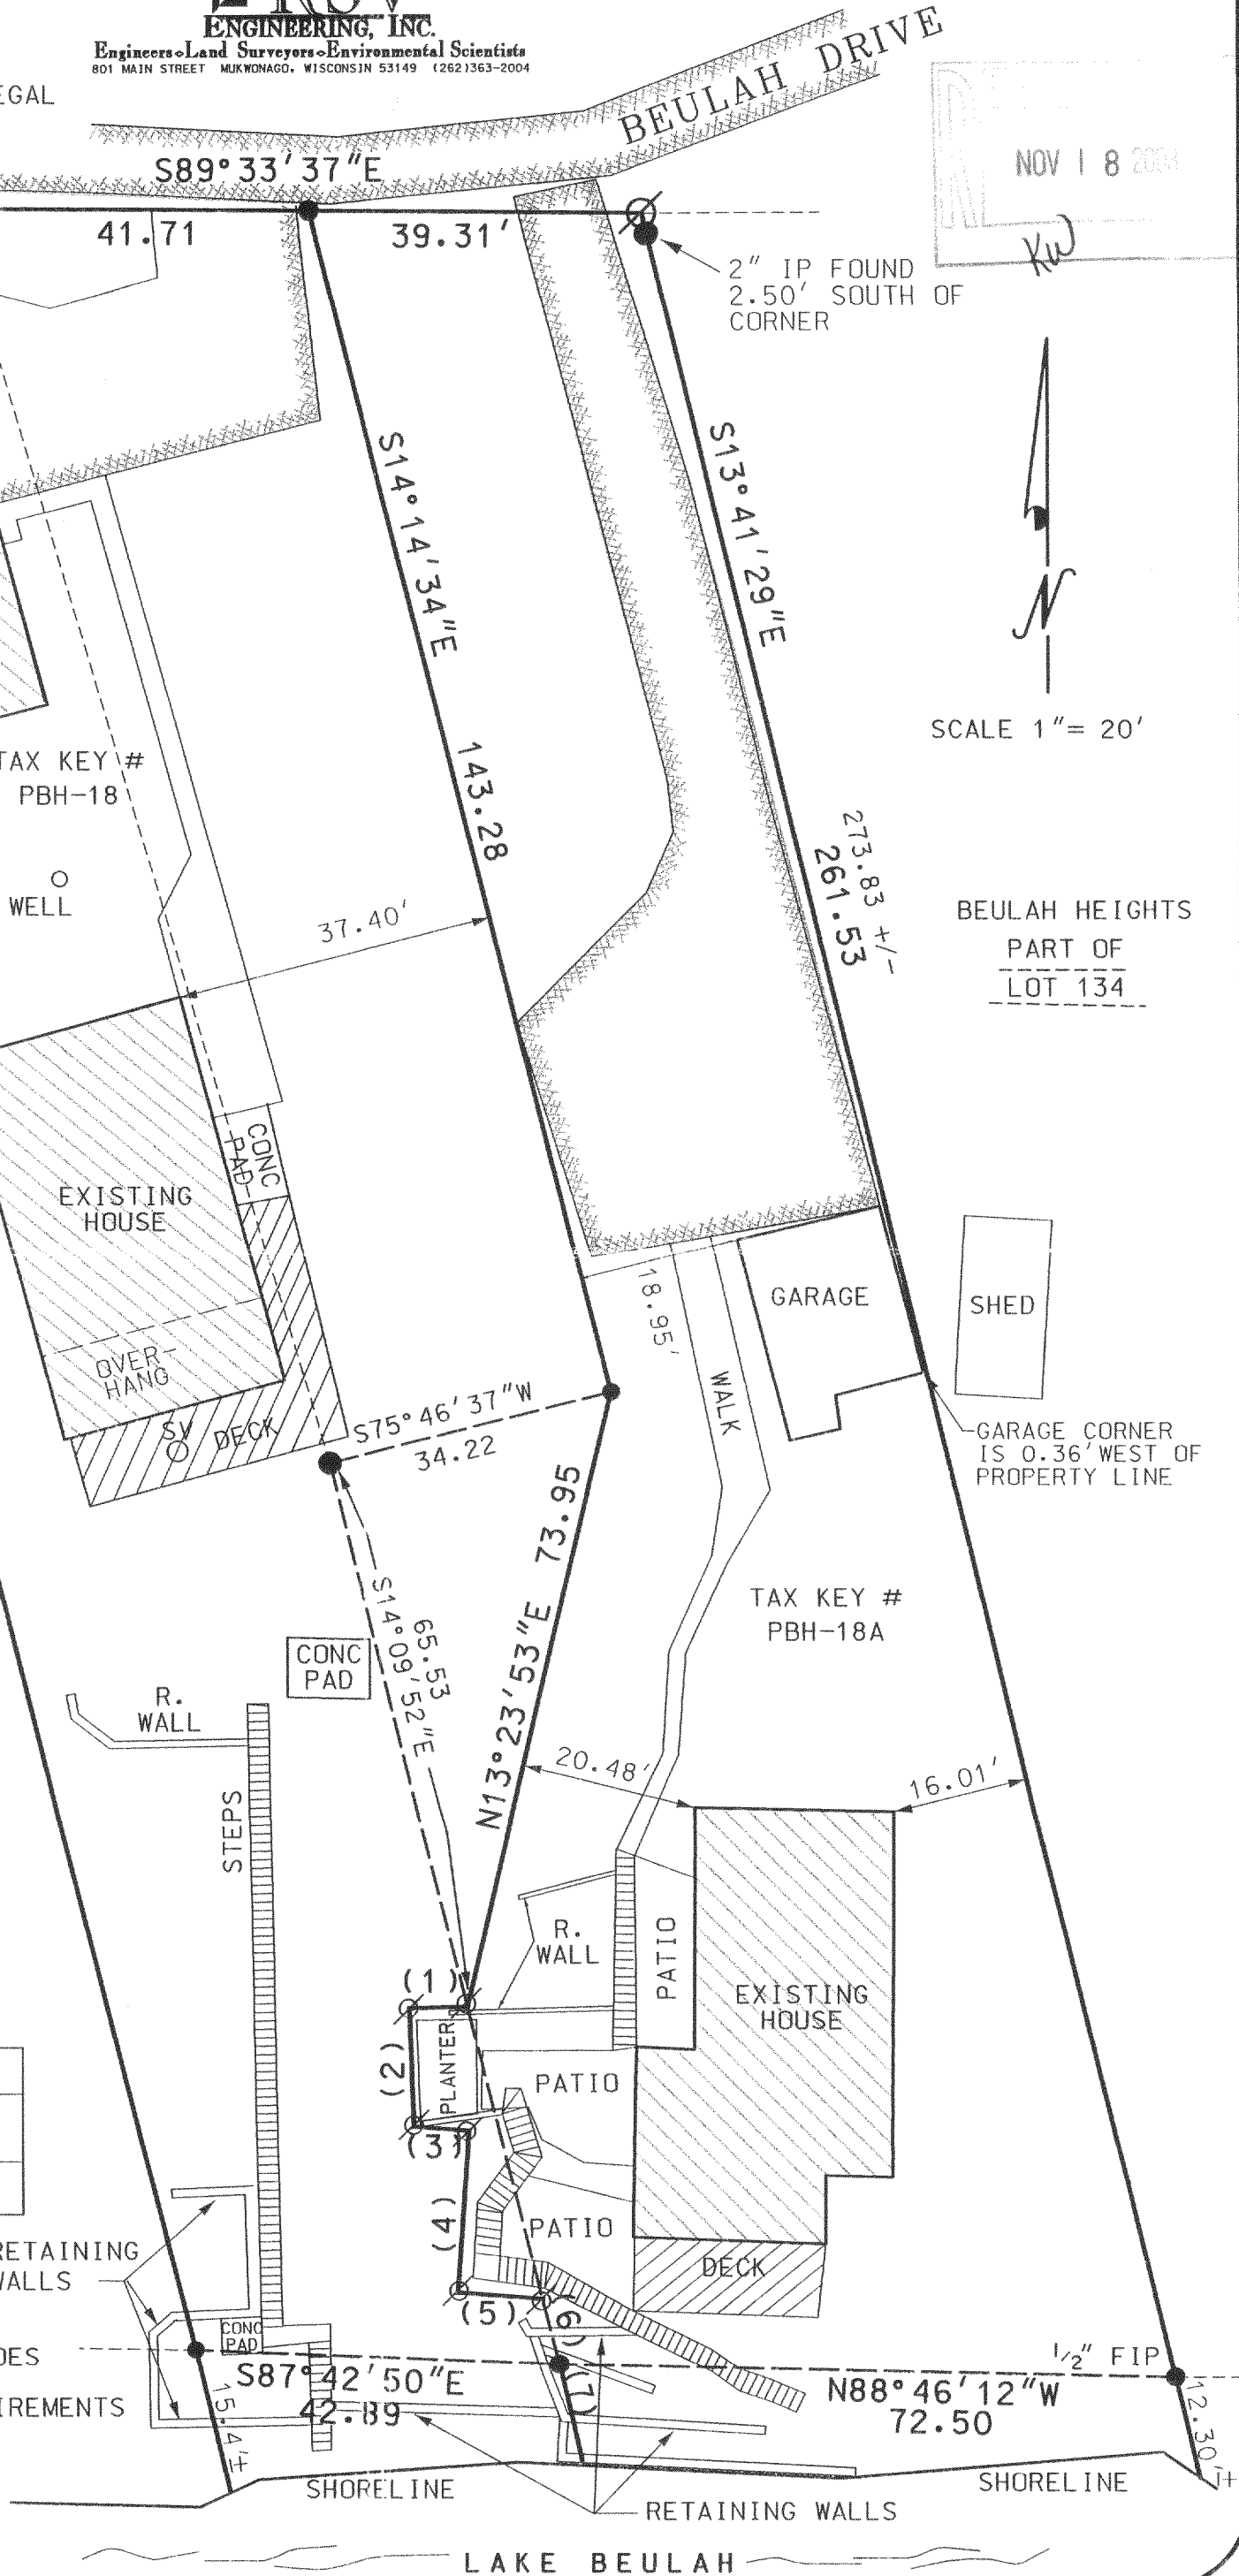 ENGINEERING, INC.
Engineers⋄Land Surveyors⋄Environmental Scientists
801 MAIN STREET MUKWONAGO, WISCONSIN 53149 (262)363-2004
EGAL
BEULAH DRIVE
NOV 18 2004
KW
S89°33'37"E
41.71
39.31'
2" IP FOUND
2.50' SOUTH OF
CORNER
S14°14'34"E
143.28
S13°41'29"E
273.83 +/-
261.53
N
SCALE 1"= 20'
TAX KEY #
PBH-18
WELL
37.40'
BEULAH HEIGHTS
PART OF
LOT 134
CONC
PAD
EXISTING
HOUSE
OVER-
HANG
SV
DECK
18.95'
GARAGE
SHED
WALK
S75°46'37"W
34.22
GARAGE CORNER
IS 0.36' WEST OF
PROPERTY LINE
N13°23'53"E 73.95
65.53
S14°09'52"E
TAX KEY #
PBH-18A
CONC
PAD
R.
WALL
STEPS
20.48'
16.01'
R.
WALL
PATIO
EXISTING
HOUSE
(1)
(2)
PLANTER
PATIO
(3)
(4)
PATIO
DECK
RETAINING
WALLS
(5)
(6)
(7)
CONC
PAD
DES
IREMENTS
S87°42'50"E
42.89
15.4'±
1/2" FIP
N88°46'12"W
72.50
12.30'±
SHORELINE
SHORELINE
RETAINING WALLS
LAKE BEULAH